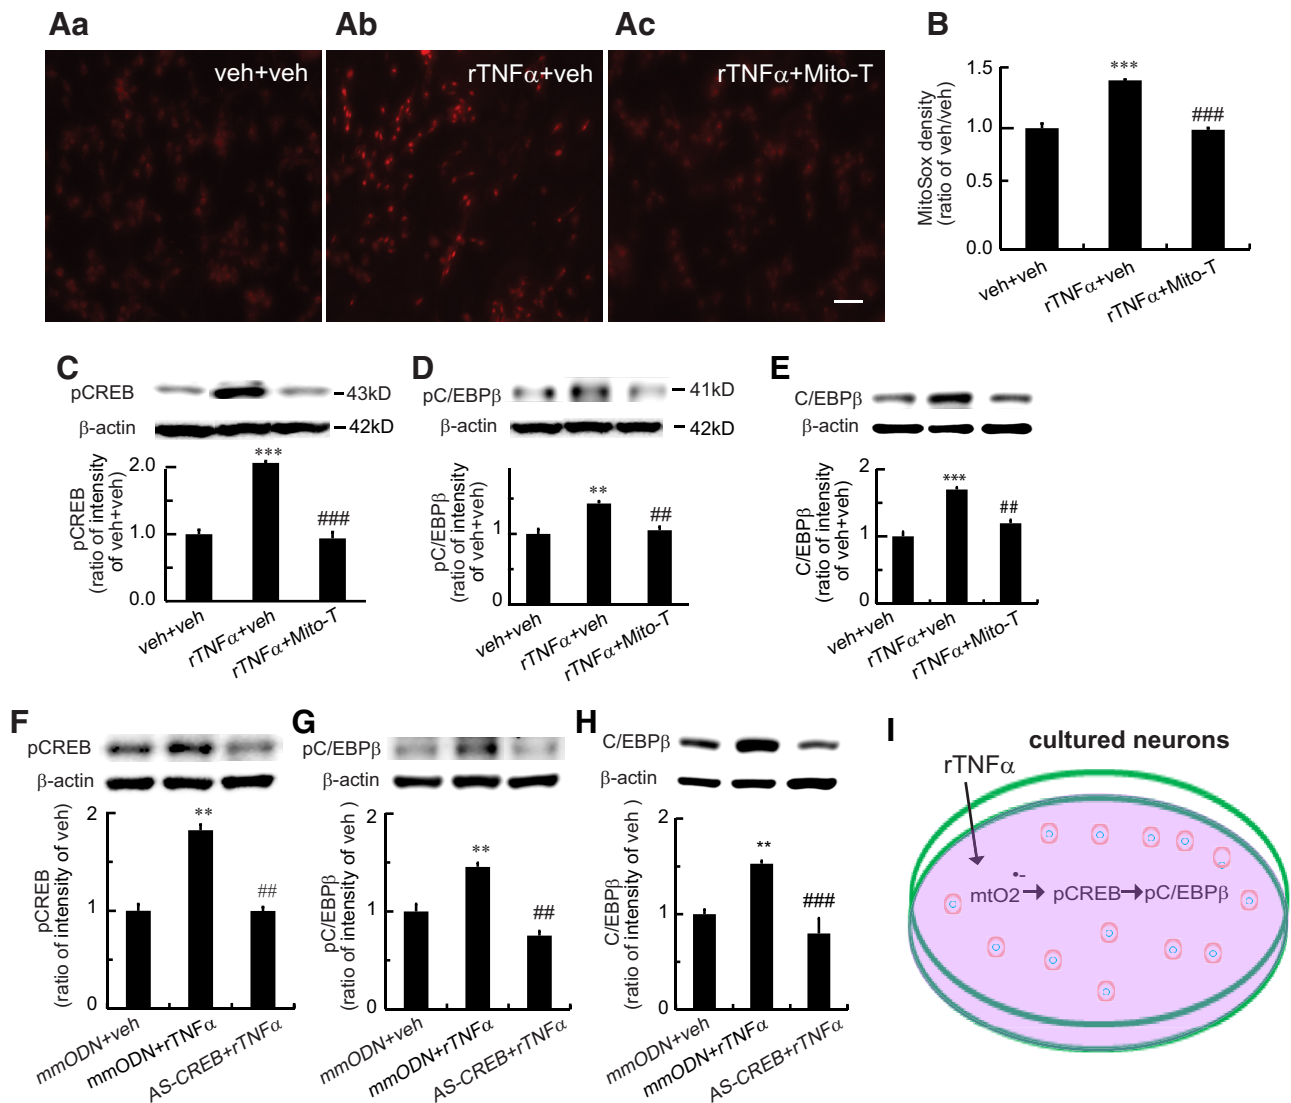 Aa
Ab
Ac
B
veh+veh
rTNFα+veh
rTNFα+Mito-T
MitoSox density
(ratio of veh/veh)
1.5
1.0
0.5
0.0
***
###
veh+veh
rTNFα+veh
rTNFα+Mito-T
C
pCREB
43kD
β-actin
42kD
pCREB
(ratio of intensity
of veh+veh)
2.0
1.0
0.0
***
###
veh+veh
rTNFα+veh
rTNFα+Mito-T
D
pC/EBPβ
41kD
β-actin
42kD
pC/EBPβ
(ratio of intensity
of veh+veh)
1
0
**
##
veh+veh
rTNFα+veh
rTNFα+Mito-T
E
C/EBPβ
β-actin
C/EBPβ
(ratio of intensity
of veh+veh)
2
1
0
***
##
veh+veh
rTNFα+veh
rTNFα+Mito-T
F
pCREB
β-actin
pCREB
(ratio of intensity of veh)
2
1
0
**
##
mmODN+veh
mmODN+rTNFα
AS-CREB+rTNFα
G
pC/EBPβ
β-actin
pC/EBPβ
(ratio of intensity of veh )
2
1
0
**
##
mmODN+veh
mmODN+rTNFα
AS-CREB+rTNFα
H
C/EBPβ
β-actin
C/EBPβ
(ratio of intensity of veh )
2
1
0
**
###
mmODN+veh
mmODN+rTNFα
AS-CREB+rTNFα
I
cultured neurons
rTNFα
mtO2•- → pCREB → pC/EBPβ